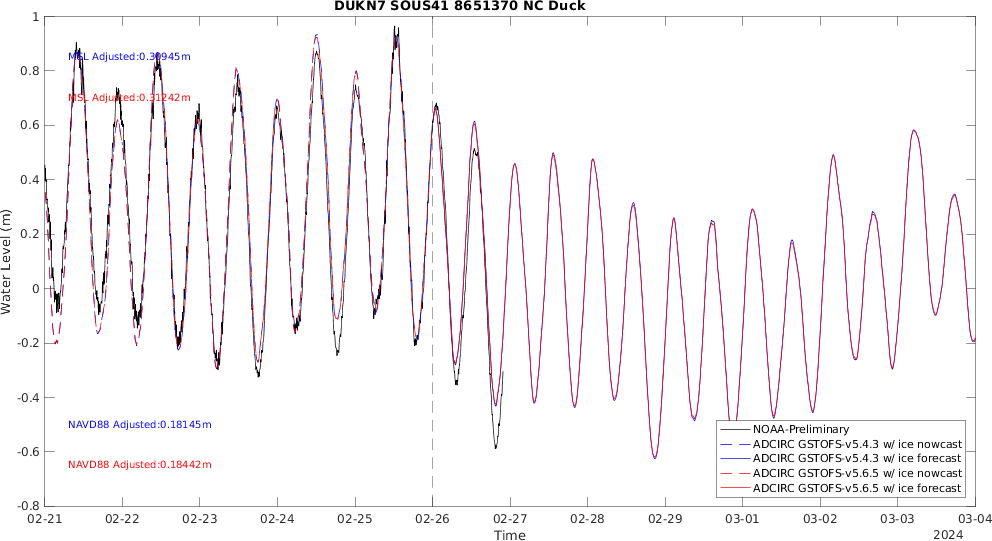 DUKN7 SOUS41 8651370 NC Duck
MSL Adjusted:0.30945m
MSL Adjusted:0.31242m
NAVD88 Adjusted:0.18145m
NAVD88 Adjusted:0.18442m
Water Level (m)
1
0.8
0.6
0.4
0.2
0
-0.2
-0.4
-0.6
-0.8
NOAA-Preliminary
ADCIRC GSTOFS-v5.4.3 w/ ice nowcast
ADCIRC GSTOFS-v5.4.3 w/ ice forecast
ADCIRC GSTOFS-v5.6.5 w/ ice nowcast
ADCIRC GSTOFS-v5.6.5 w/ ice forecast
02-21 02-22 02-23 02-24 02-25 02-26 02-27 02-28 02-29 03-01 03-02 03-03 03-04
Time
2024